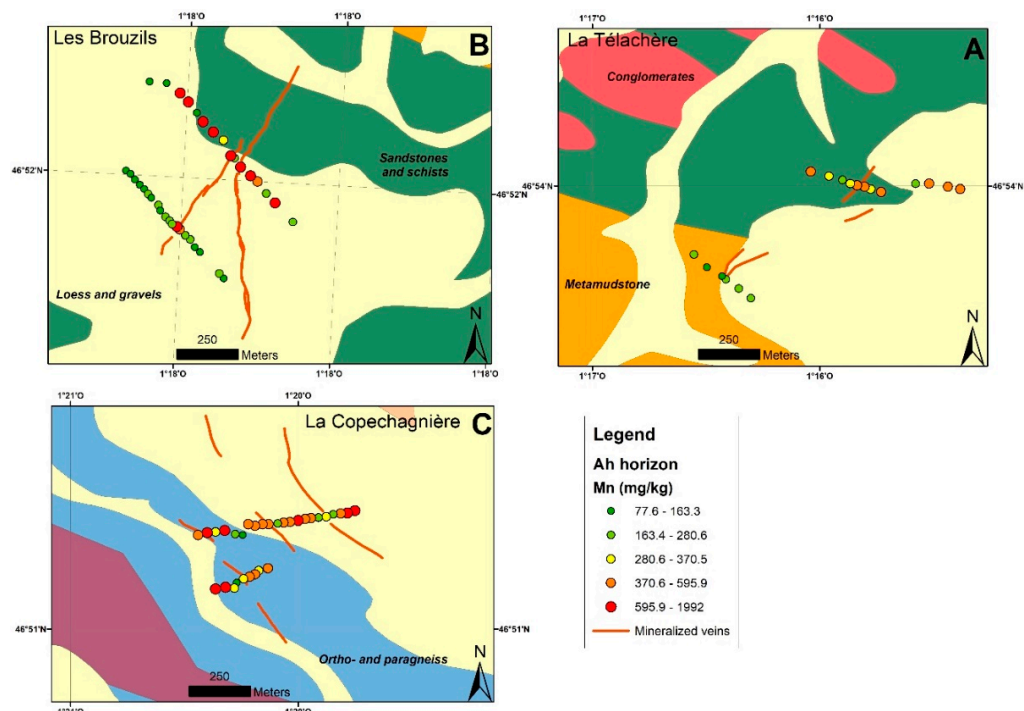 1°18'O
1°18'O
Les Brouzils
B
46°52'N
46°52'N
Sandstones
and schists
Loess and gravels
250
Meters
N
1°18'O
1°18'O
1°18'O
1°17'O
1°16'O
La Télachère
A
Conglomerates
46°54'N
46°54'N
Metamudstone
250
Meters
N
1°17'O
1°16'O
1°21'O
1°20'O
La Copechagnière
C
46°51'N
46°51'N
Ortho- and paragneiss
250
Meters
N
Legend
Ah horizon
Mn (mg/kg)
77.6 - 163.3
163.4 - 280.6
280.6 - 370.5
370.6 - 595.9
595.9 - 1992
Mineralized veins